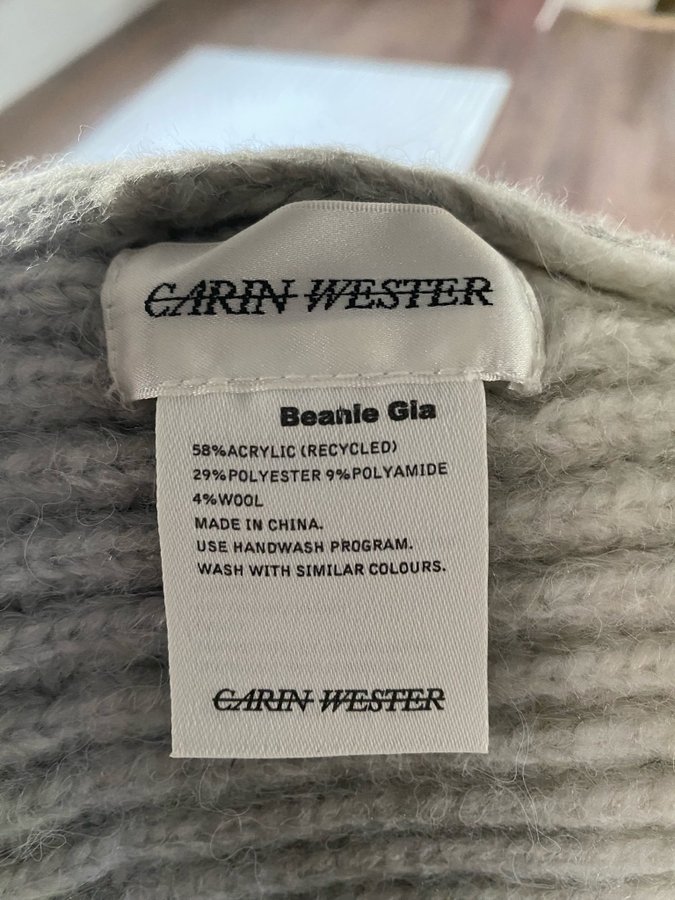 CARIN WESTER
Beanie Gia
58%ACRYLIC (RECYCLED)
29%POLYESTER 9%POLYAMIDE
4%WOOL
MADE IN CHINA.
USE HANDWASH PROGRAM.
WASH WITH SIMILAR COLOURS.
CARIN WESTER